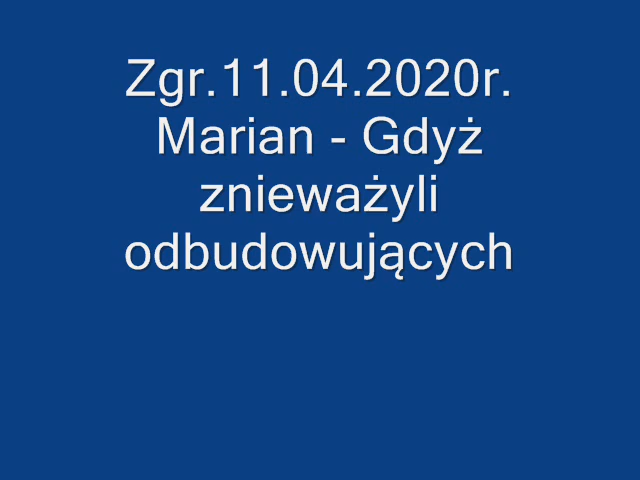 Zgr.11.04.2020r.
Marian - Gdyż
znieważyli
odbudowujących